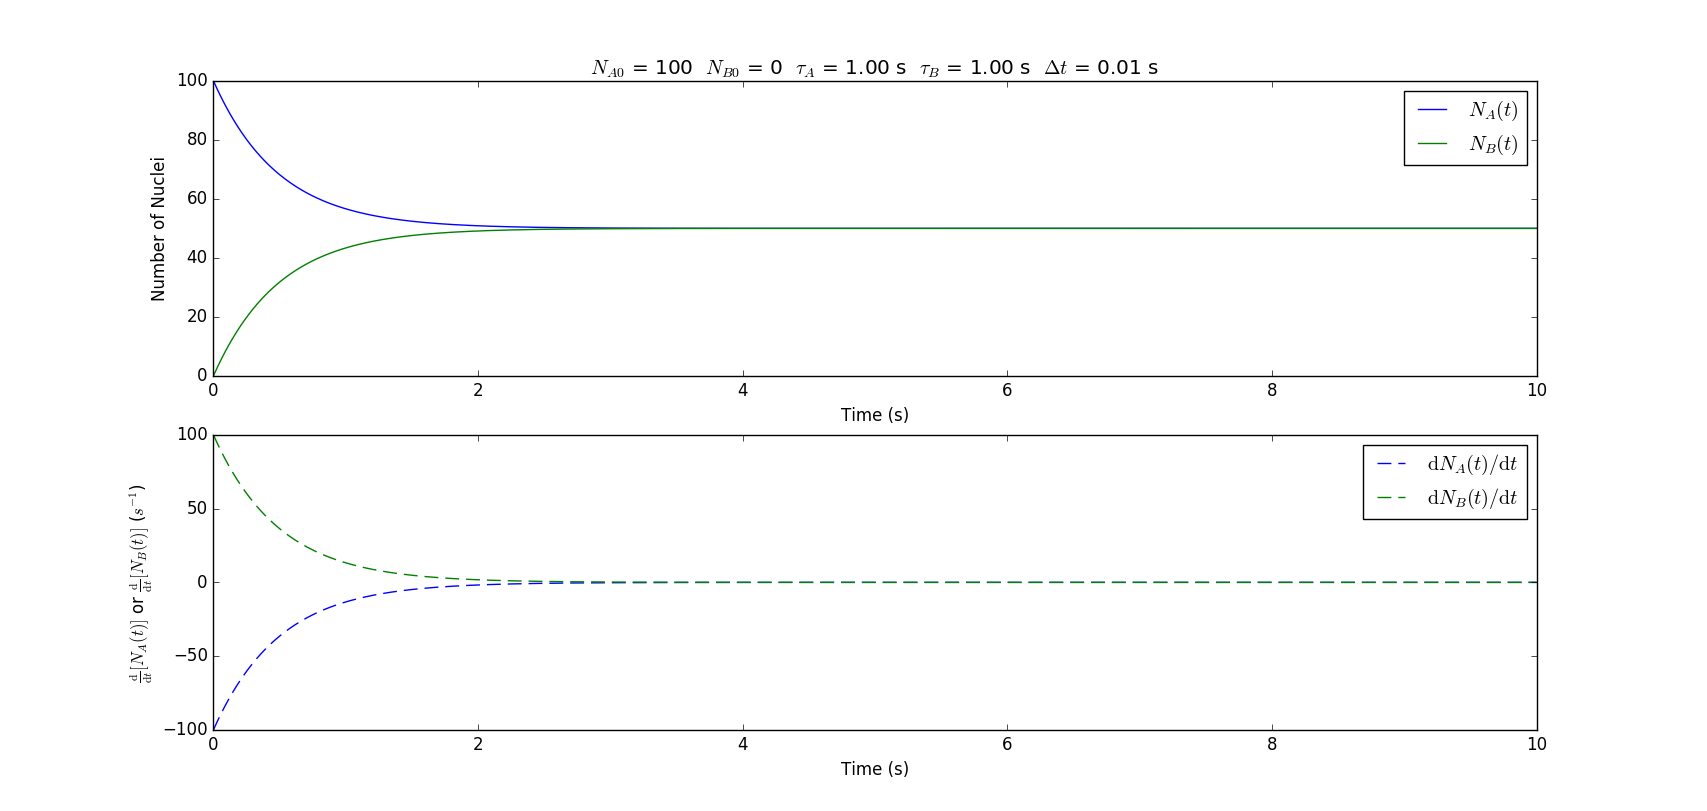 N_A0 = 100 N_B0 = 0 τ_A = 1.00 s τ_B = 1.00 s Δt = 0.01 s
100
80
60
40
20
0
Number of Nuclei
N_A(t)
N_B(t)
0 2 4 6 8 10
Time (s)
100
50
0
−50
−100
d/dt[N_A(t)] or d/dt[N_B(t)] (s⁻¹)
dN_A(t)/dt
dN_B(t)/dt
0 2 4 6 8 10
Time (s)